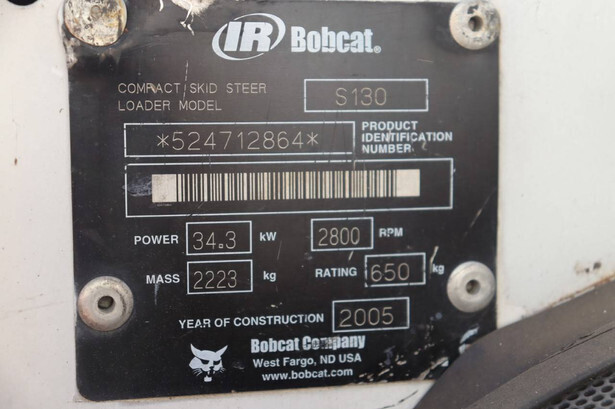 IR Bobcat®
COMPACT SKID STEER
LOADER MODEL
S130
*524712864*
PRODUCT
IDENTIFICATION
NUMBER
POWER 34.3 kW 2800 RPM
MASS 2223 kg RATING 650 kg
YEAR OF CONSTRUCTION 2005
Bobcat Company
West Fargo, ND USA
www.bobcat.com